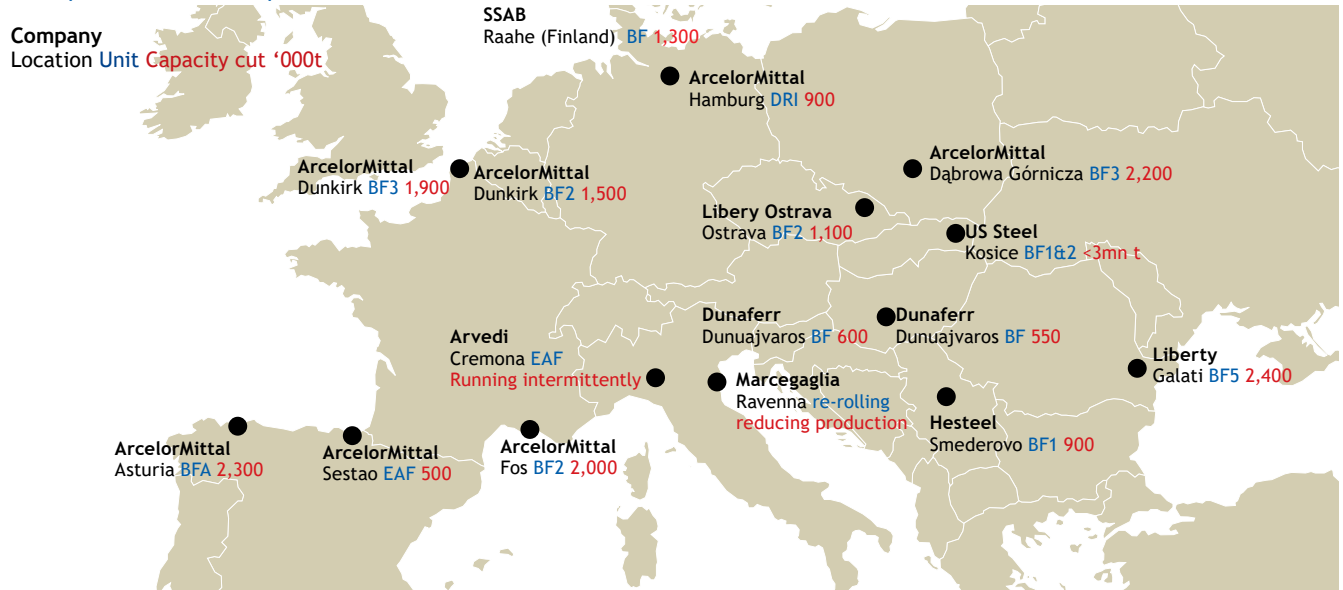 Company
Location Unit Capacity cut ‘000t
SSAB
Raahe (Finland) BF 1,300
ArcelorMittal
Hamburg DRI 900
ArcelorMittal
Dunkirk BF3 1,900
ArcelorMittal
Dunkirk BF2 1,500
ArcelorMittal
Dąbrowa Górnicza BF3 2,200
Libery Ostrava
Ostrava BF2 1,100
US Steel
Kosice BF1&2 <3mn t
Dunaferr
Dunuajvaros BF 600
Dunaferr
Dunuajvaros BF 550
Arvedi
Cremona EAF
Running intermittently
Marcegaglia
Ravenna re-rolling
reducing production
Liberty
Galati BF5 2,400
Hesteel
Smederovo BF1 900
ArcelorMittal
Asturia BFA 2,300
ArcelorMittal
Sestao EAF 500
ArcelorMittal
Fos BF2 2,000